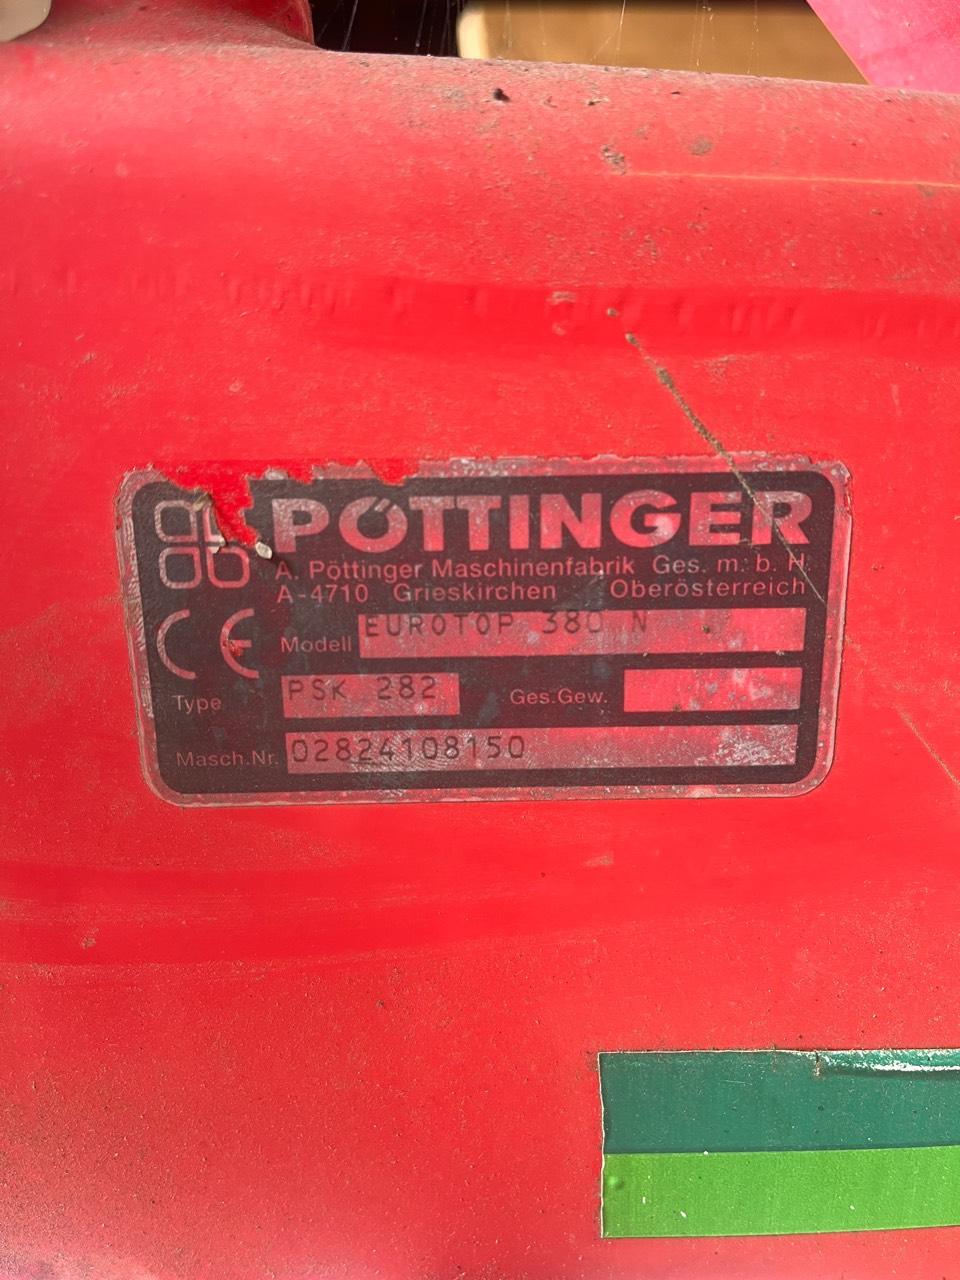 PÖTTINGER
A. Pöttinger Maschinenfabrik Ges. m. b. H.
A-4710 Grieskirchen Oberösterreich
CE Modell EUROTOP 380 N
Type PSK 282 Ges.Gew.
Masch.Nr. 02824108150